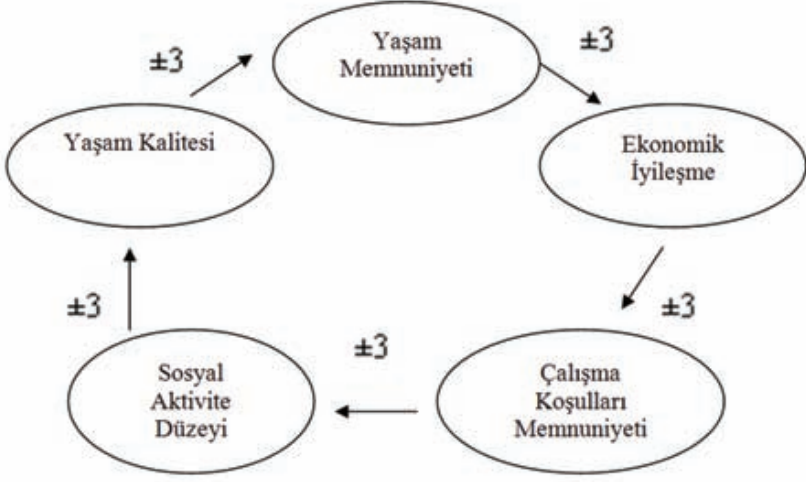 Yaşam
Memnuniyeti
±3
±3
Yaşam Kalitesi
Ekonomik
İyileşme
±3
±3
±3
Sosyal
Aktivite
Düzeyi
Çalışma
Koşulları
Memnuniyeti